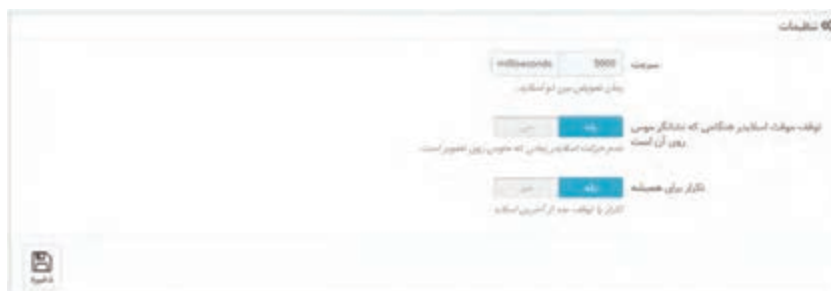 تنظیمات
سرعت
5000 milliseconds
زمان تعویض بین دو اسلاید.
توقف موقت اسلایدر هنگامی که نشانگر موس
روی آن است
بله خیر
عدم حرکت اسلایدر زمانی که ماوس روی تصویر است.
تکرار برای همیشه
بله خیر
تکرار یا توقف بعد از آخرین اسلاید
ذخیره